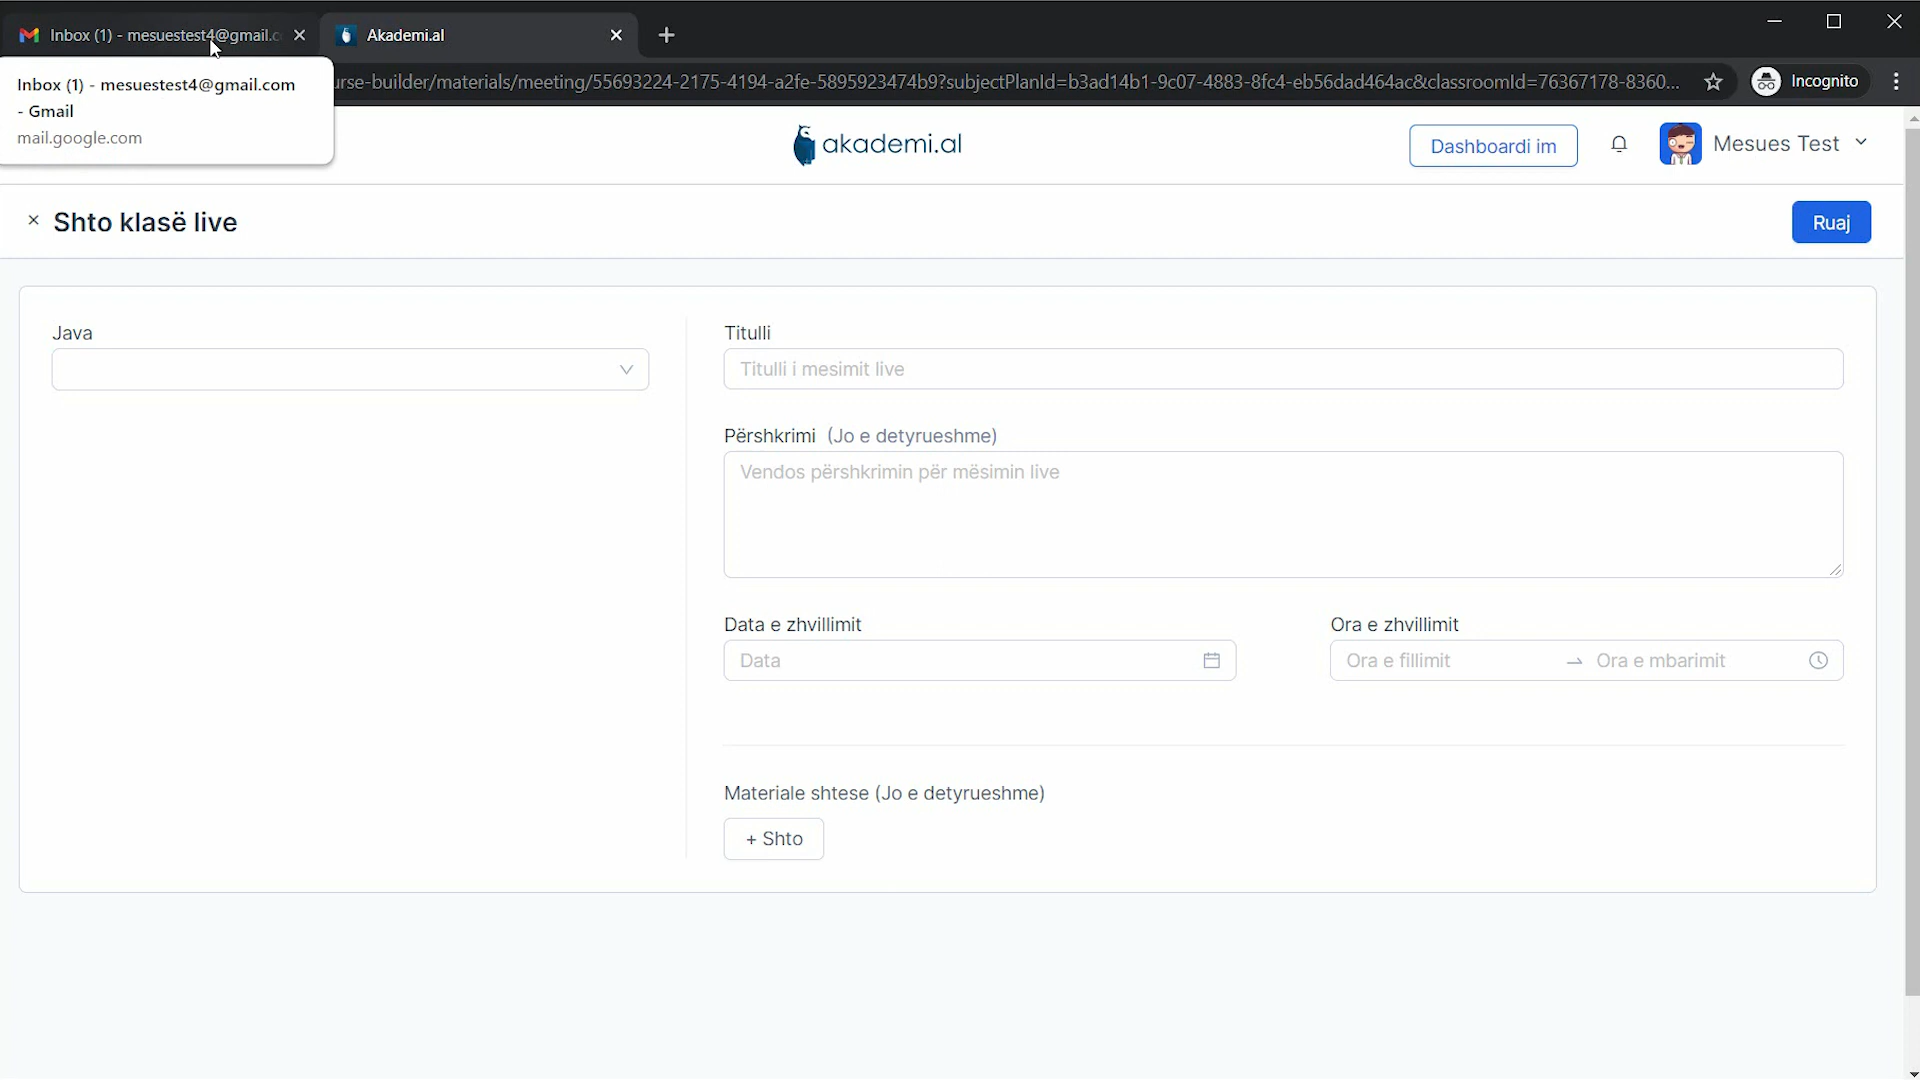 Inbox (1) - mesuestest4@gmail.c
Akademi.al
Inbox (1) - mesuestest4@gmail.com
- Gmail
mail.google.com
urse-builder/materials/meeting/55693224-2175-4194-a2fe-5895923474b9?subjectPlanId=b3ad14b1-9c07-4883-8fc4-eb56dad464ac&classroomId=76367178-8360...
Incognito
akademi.al
Dashboardi im
Mesues Test
Shto klasë live
Ruaj
Java
Titulli
Titulli i mesimit live
Përshkrimi (Jo e detyrueshme)
Vendos përshkrimin për mësimin live
Data e zhvillimit
Ora e zhvillimit
Data
Ora e fillimit
Ora e mbarimit
Materiale shtese (Jo e detyrueshme)
+ Shto